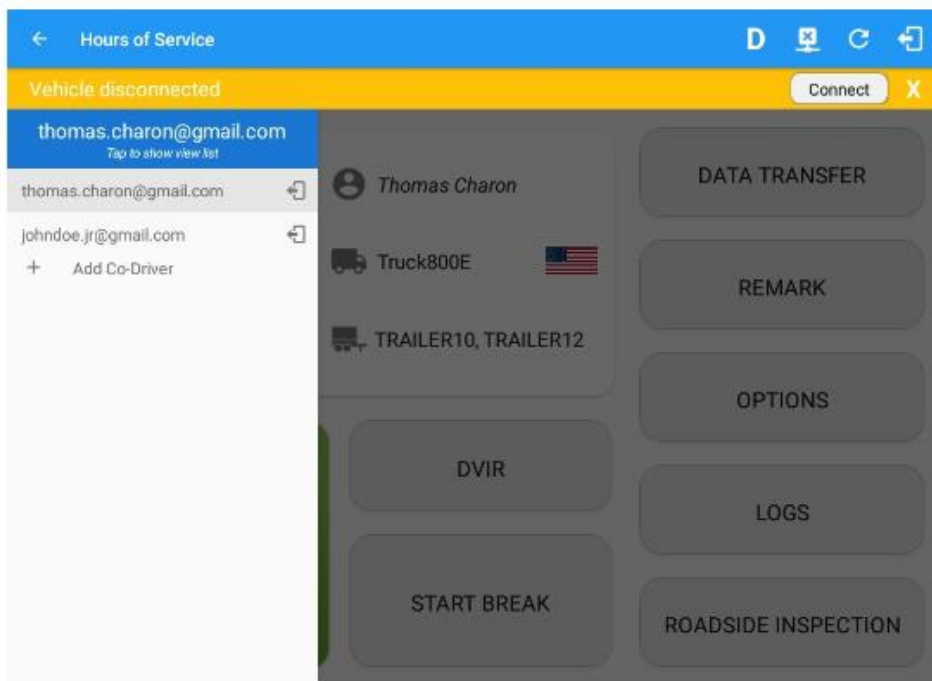 Hours of Service
D
Vehicle disconnected
Connect
X
thomas.charon@gmail.com
Tap to show view list
thomas.charon@gmail.com
johndoe.jr@gmail.com
+ Add Co-Driver
Thomas Charon
Truck800E
TRAILER10, TRAILER12
DVIR
START BREAK
DATA TRANSFER
REMARK
OPTIONS
LOGS
ROADSIDE INSPECTION